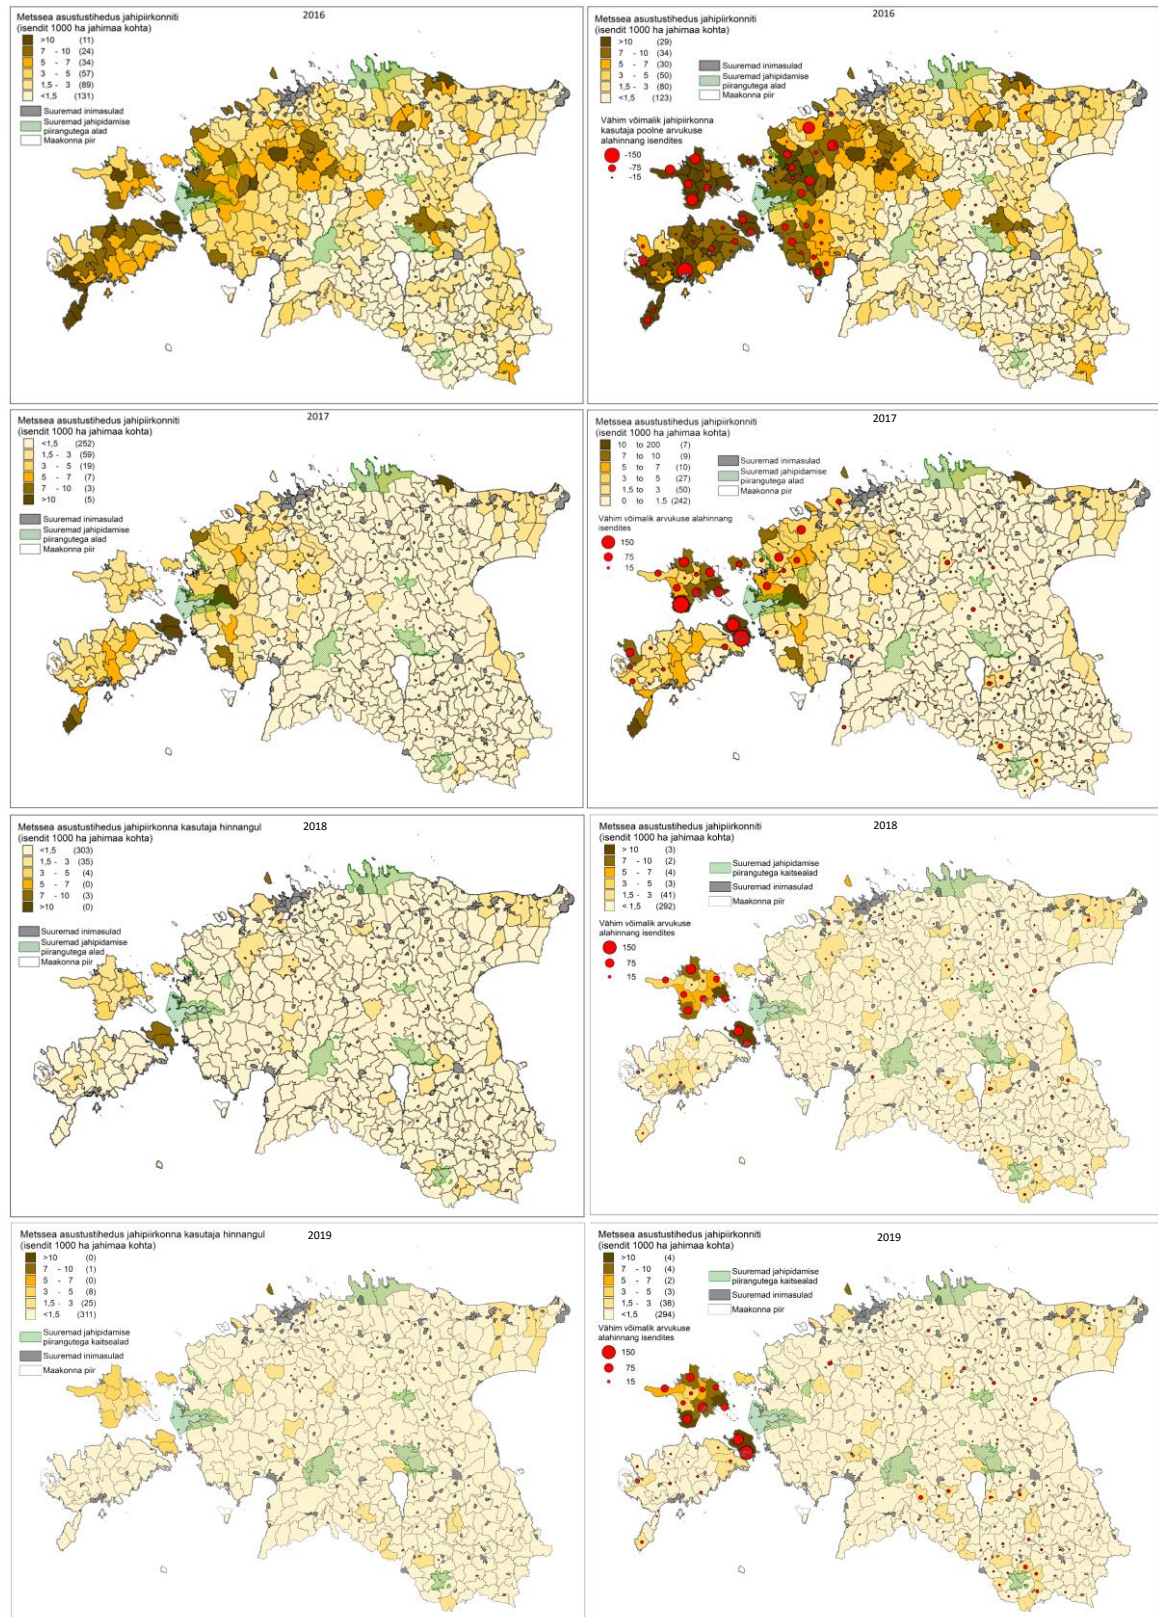 Metssea asustustihedus jahipiirkonniti
(isendit 1000 ha jahimaa kohta)
2016
>10 (11)
7 - 10 (24)
5 - 7 (34)
3 - 5 (57)
1,5 - 3 (89)
<1,5 (131)
Suuremad inimasulad
Suuremad jahipidamise
piirangutega alad
Maakonna piir
Metssea asustustihedus jahipiirkonniti
(isendit 1000 ha jahimaa kohta)
2016
>10 (29)
7 - 10 (34)
5 - 7 (30)
3 - 5 (50)
1,5 - 3 (80)
<1,5 (123)
Suuremad inimasulad
Suuremad jahipidamise
piirangutega alad
Maakonna piir
Vähim võimalik jahipiirkonna
kasutaja poolne arvukuse
alahinnang isendites
-150
-75
-15
Metssea asustustihedus jahipiirkonniti
(isendit 1000 ha jahimaa kohta)
2017
<1,5 (252)
1,5 - 3 (59)
3 - 5 (19)
5 - 7 (7)
7 - 10 (3)
>10 (5)
Suuremad inimasulad
Suuremad jahipidamise
piirangutega alad
Maakonna piir
Metssea asustustihedus jahipiirkonniti
(isendit 1000 ha jahimaa kohta)
2017
10 to 200 (7)
7 to 10 (9)
5 to 7 (10)
3 to 5 (27)
1,5 to 3 (50)
0 to 1,5 (242)
Suuremad inimasulad
Suuremad jahipidamise
piirangutega alad
Maakonna piir
Vähim võimalik arvukuse alahinnang
isendites
150
75
15
Metssea asustustihedus jahipiirkonna kasutaja hinnangul
(isendit 1000 ha jahimaa kohta)
2018
<1,5 (303)
1,5 - 3 (35)
3 - 5 (4)
5 - 7 (0)
7 - 10 (3)
>10 (0)
Suuremad inimasulad
Suuremad jahipidamise
piirangutega alad
Maakonna piir
Metssea asustustihedus jahipiirkonniti
(isendit 1000 ha jahimaa kohta)
2018
> 10 (3)
7 - 10 (2)
5 - 7 (4)
3 - 5 (3)
1,5 - 3 (41)
< 1,5 (292)
Suuremad jahipidamise
piirangutega kaitsealad
Suuremad inimasulad
Maakonna piir
Vähim võimalik arvukuse
alahinnang isendites
150
75
15
Metssea asustustihedus jahipiirkonna kasutaja hinnangul
(isendit 1000 ha jahimaa kohta)
2019
>10 (0)
7 - 10 (1)
5 - 7 (0)
3 - 5 (8)
1,5 - 3 (25)
<1,5 (311)
Suuremad jahipidamise
piirangutega kaitsealad
Suuremad inimasulad
Maakonna piir
Metssea asustustihedus jahipiirkonniti
(isendit 1000 ha jahimaa kohta)
2019
>10 (4)
7 - 10 (4)
5 - 7 (2)
3 - 5 (3)
1,5 - 3 (38)
<1,5 (294)
Suuremad jahipidamise
piirangutega kaitsealad
Suuremad inimasulad
Maakonna piir
Vähim võimalik arvukuse
alahinnang isendites
150
75
15